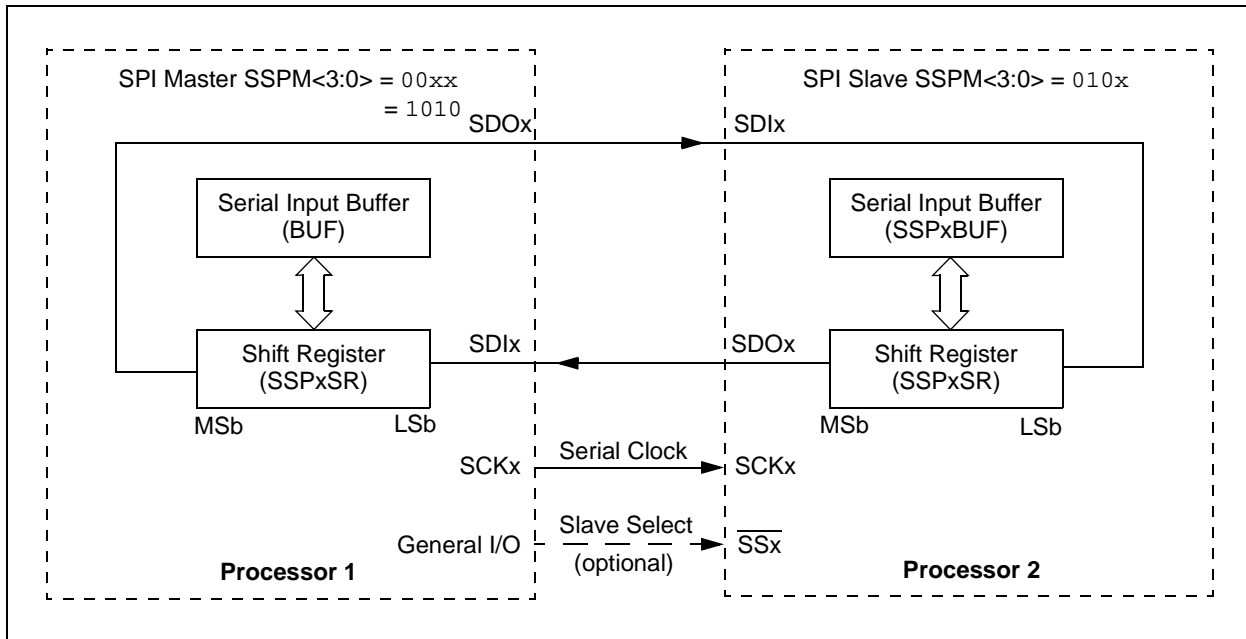 SPI Master SSPM<3:0> = 00xx
= 1010
SDOx
Serial Input Buffer
(BUF)
Shift Register
(SSPxSR)
MSb
LSb
SDIx
SCKx
General I/O
Processor 1
Serial Clock
Slave Select
(optional)
SPI Slave SSPM<3:0> = 010x
SDIx
Serial Input Buffer
(SSPxBUF)
SDOx
Shift Register
(SSPxSR)
MSb
LSb
SCKx
SSx
Processor 2